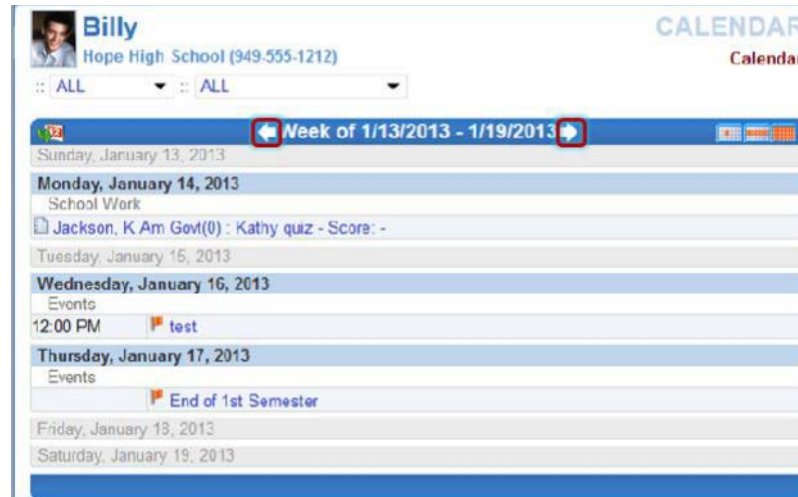 Billy
CALENDAR
Hope High School (949-555-1212)
Calendar
:: ALL :: ALL
Week of 1/13/2013 - 1/19/2013
Sunday, January 13, 2013
Monday, January 14, 2013
School Work
Jackson, K Am Govt(0) : Kathy quiz - Score: -
Tuesday, January 15, 2013
Wednesday, January 16, 2013
Events
12:00 PM test
Thursday, January 17, 2013
Events
End of 1st Semester
Friday, January 18, 2013
Saturday, January 19, 2013